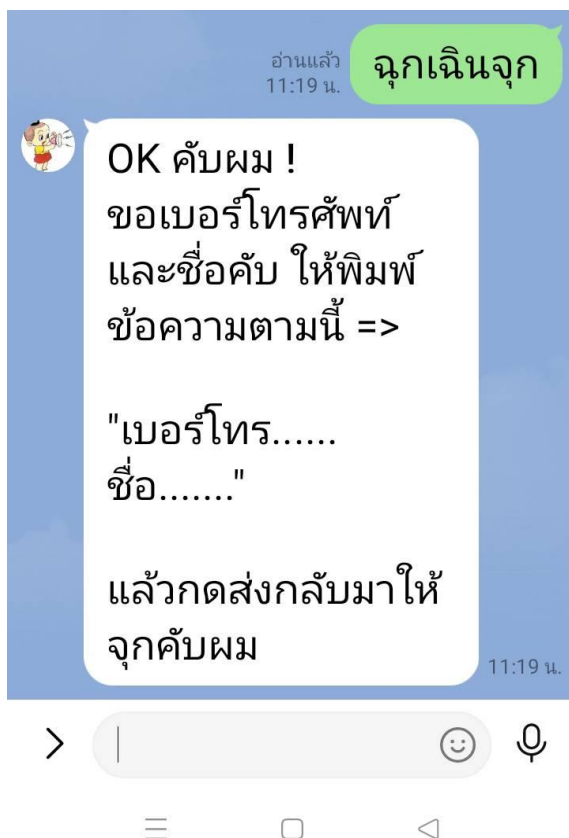 อ่านแล้ว
11:19 น.
ฉุกเฉินจุก
OK คับผม !
ขอเบอร์โทรศัพท์
และชื่อคับ ให้พิมพ์
ข้อความตามนี้ =>
"เบอร์โทร......
ชื่อ......."
แล้วกดส่งกลับมาให้
จุกคับผม
11:19 น.